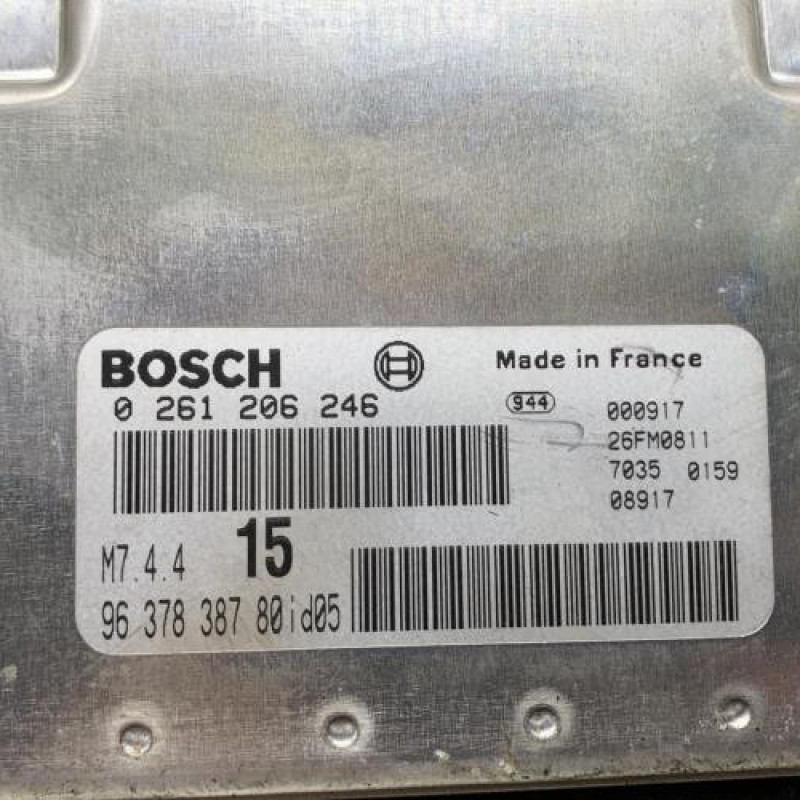 BOSCH
Made in France
0 261 206 246
944
000917
26FM0811
7035 0159
08917
M7.4.4
15
96 378 387 80id05